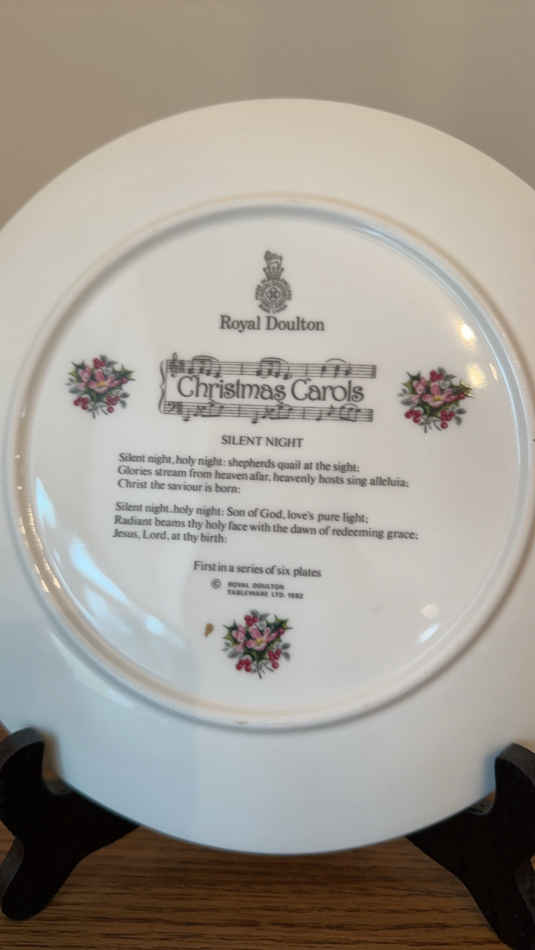 Royal Doulton
Christmas Carols
SILENT NIGHT
Silent night, holy night: shepherds quail at the sight;
Glories stream from heaven afar, heavenly hosts sing alleluia;
Christ the saviour is born:
Silent night, holy night: Son of God, love's pure light;
Radiant beams thy holy face with the dawn of redeeming grace;
Jesus, Lord, at thy birth:
First in a series of six plates
© ROYAL DOULTON
TABLEWARE LTD. 1982